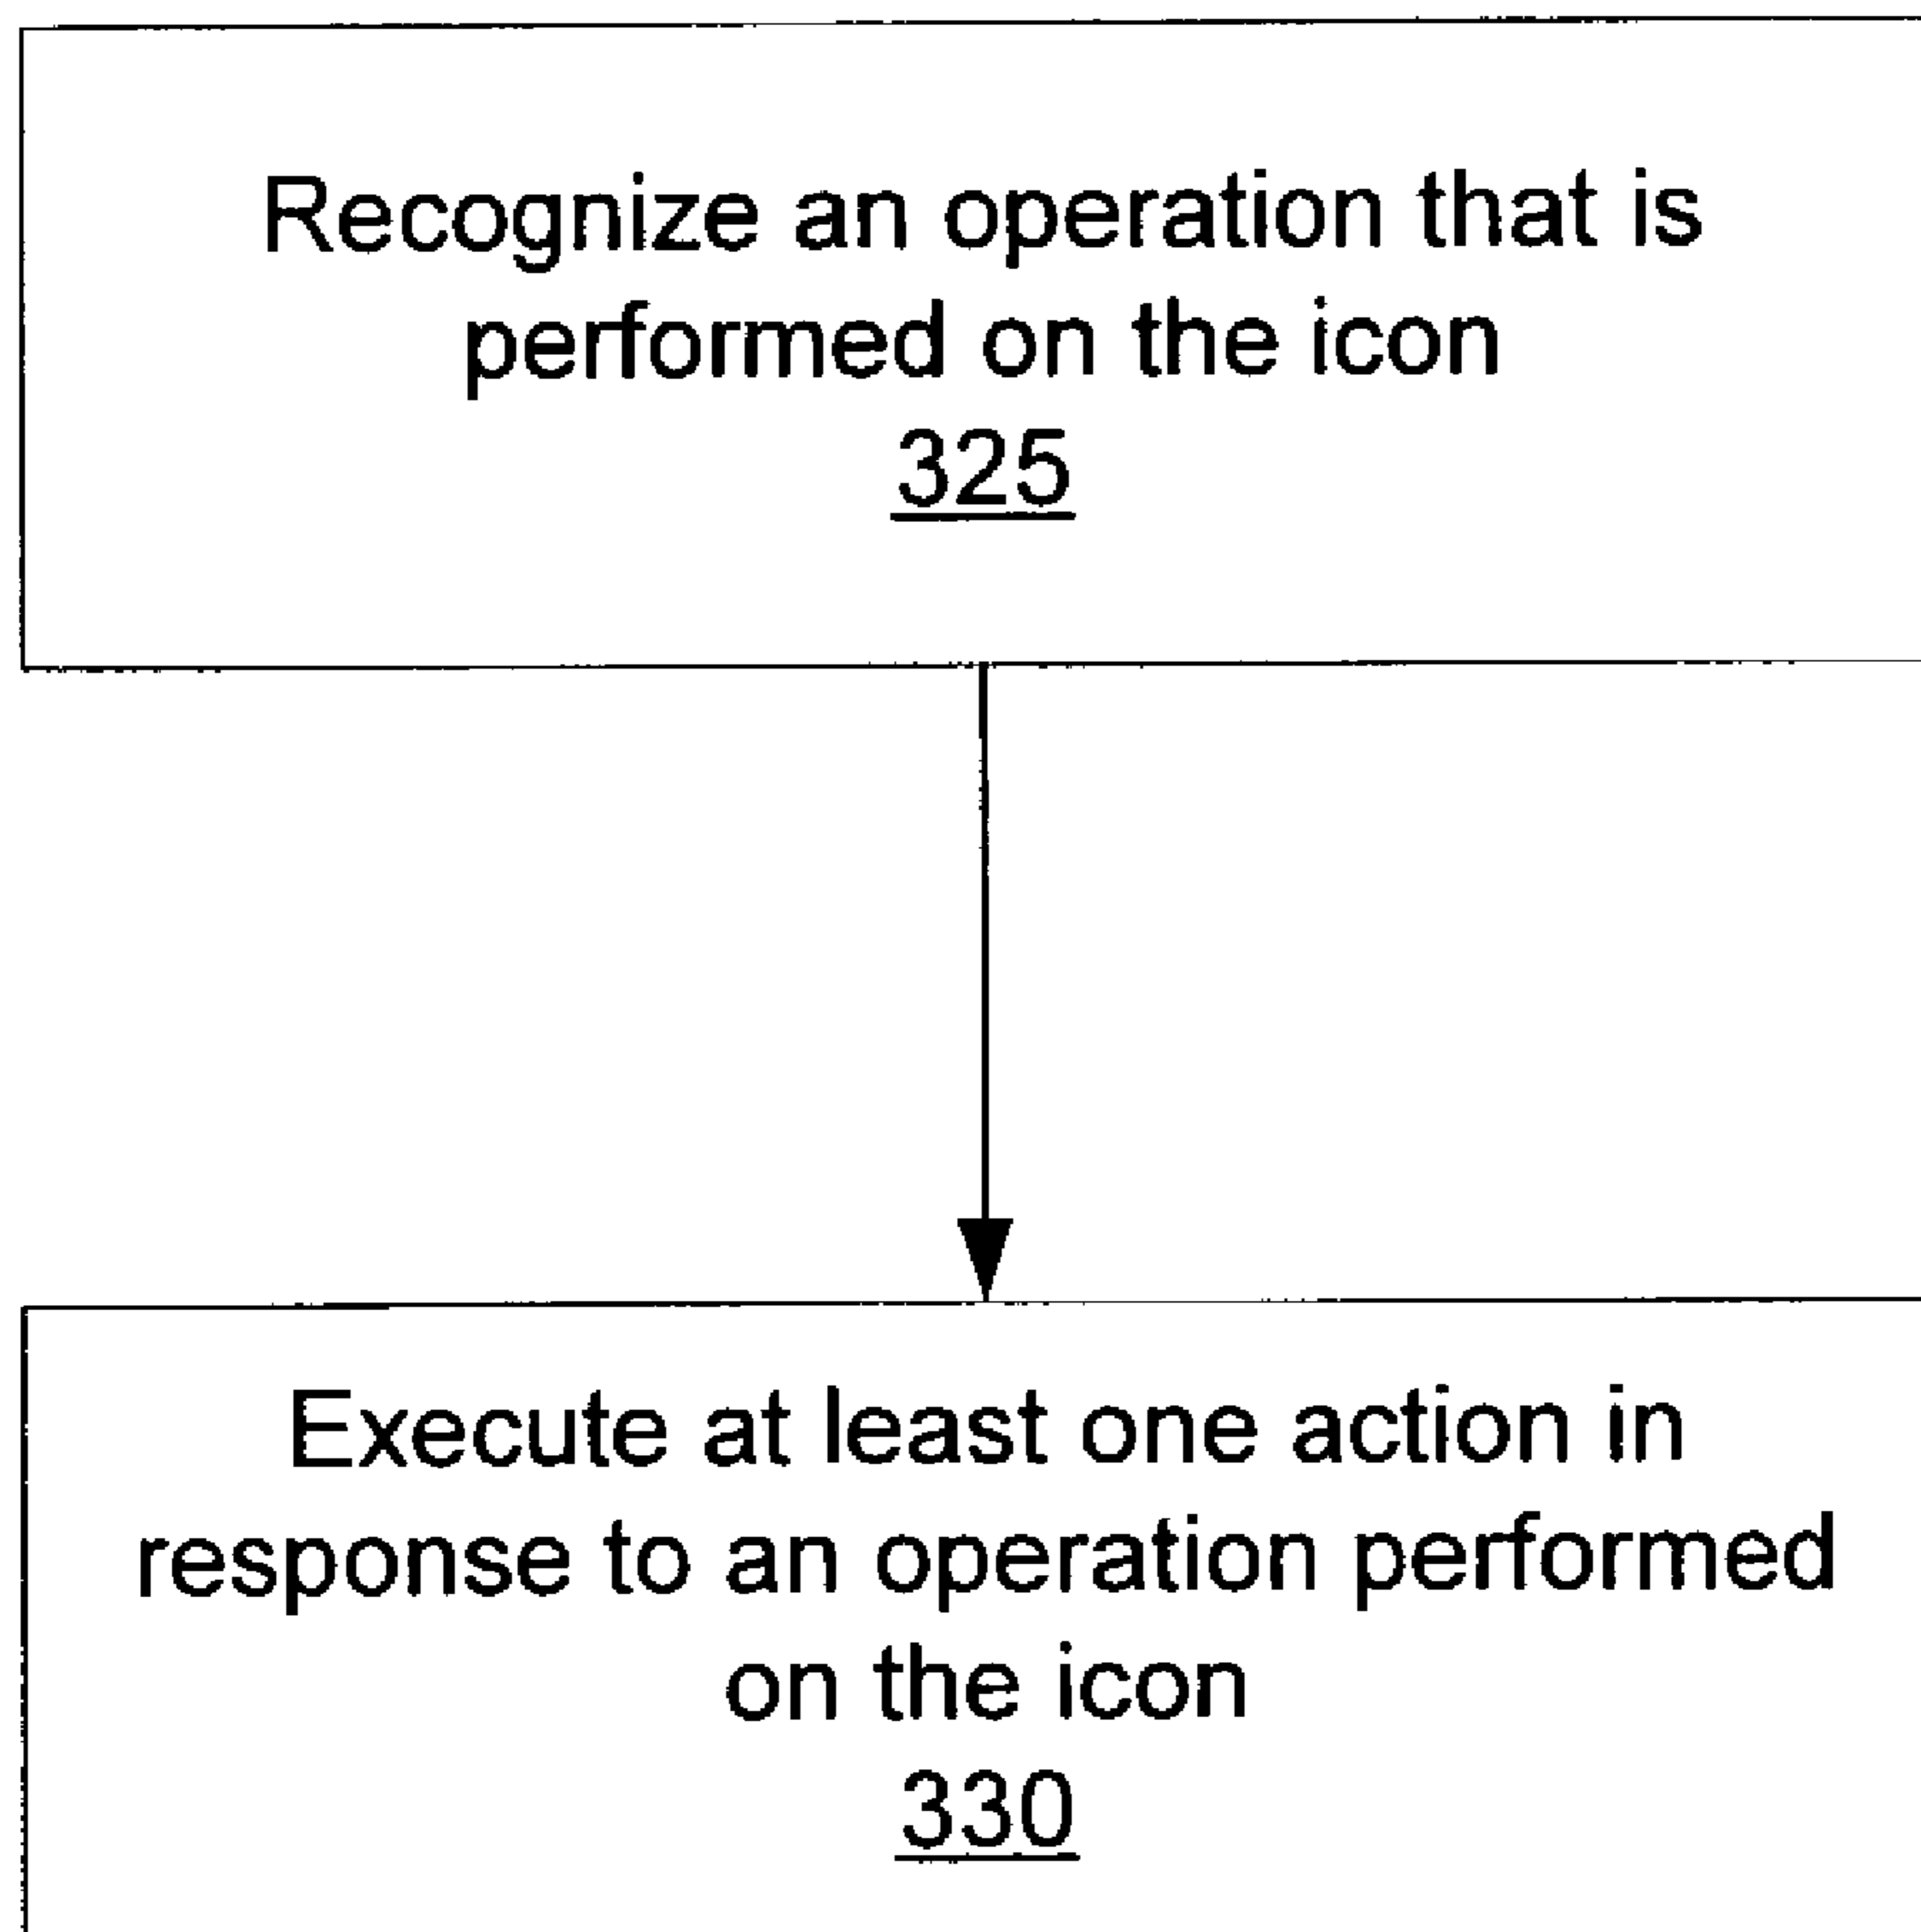 Recognize an operation that is
performed on the icon
325
Execute at least one action in
response to an operation performed
on the icon
330